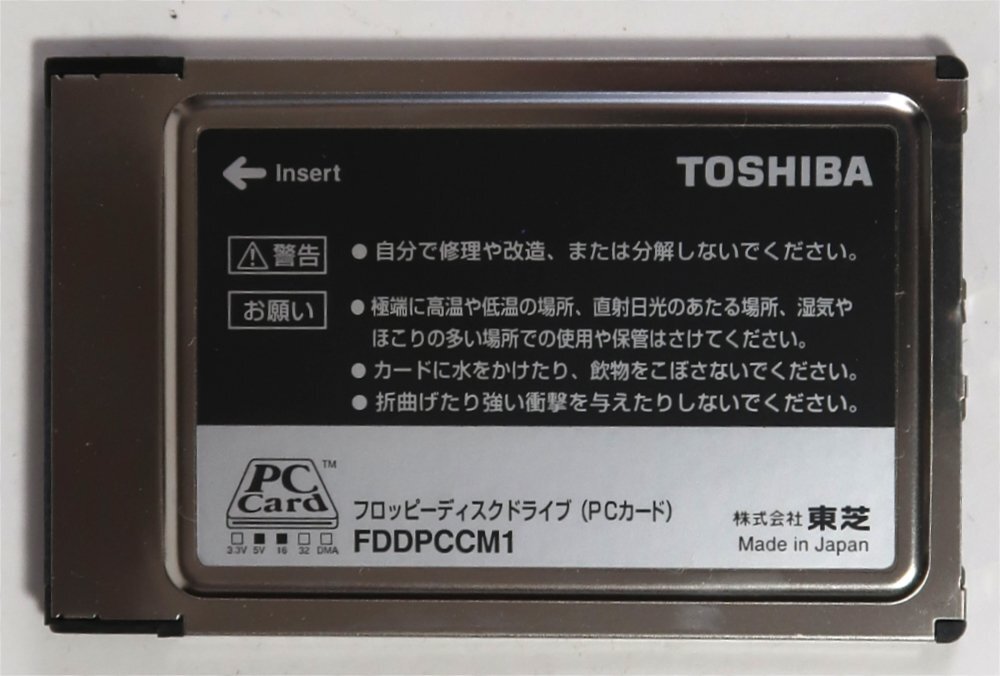 Insert
TOSHIBA
警告
●自分で修理や改造、または分解しないでください。
お願い
●極端に高温や低温の場所、直射日光のあたる場所、湿気や
ほこりの多い場所での使用や保管はさけてください。
●カードに水をかけたり、飲物をこぼさないでください。
●折曲げたり強い衝撃を与えたりしないでください。
PC Card™
3.3V 5V 16 32 DMA
フロッピーディスクドライブ(PCカード)
FDDPCCM1
株式会社 東芝
Made in Japan